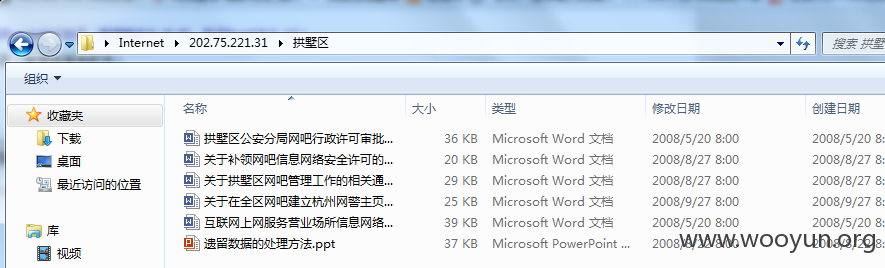 Internet 202.75.221.31 拱墅区 搜索 拱墅
组织
名称 大小 类型 修改日期 创建日期
收藏夹
下载
桌面
最近访问的位置
库
视频
拱墅区公安分局网吧行政许可审批... 36 KB Microsoft Word 文档 2008/5/20 8:00 2008/5/20 8:
关于补领网吧信息网络安全许可的... 20 KB Microsoft Word 文档 2008/8/27 8:00 2008/8/27 8:
关于拱墅区网吧管理工作的相关通... 29 KB Microsoft Word 文档 2008/8/27 8:00 2008/8/27 8:
关于在全区网吧建立杭州网警主页... 25 KB Microsoft Word 文档 2008/9/27 8:00 2008/9/27 8:
互联网上网服务营业场所信息网络... 39 KB Microsoft Word 文档 2008/5/20 8:00 2008/5/20 8:
遗留数据的处理方法.ppt 37 KB Microsoft PowerPoint ...
www.wooyun.org